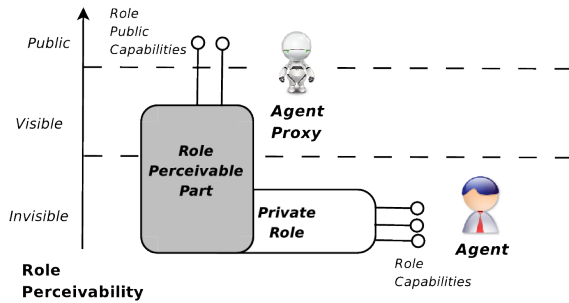 Role
Public
Capabilities
Public
Agent
Proxy
Visible
Role
Perceivable
Part
Invisible
Private
Role
Agent
Role
Capabilities
Role
Perceivability